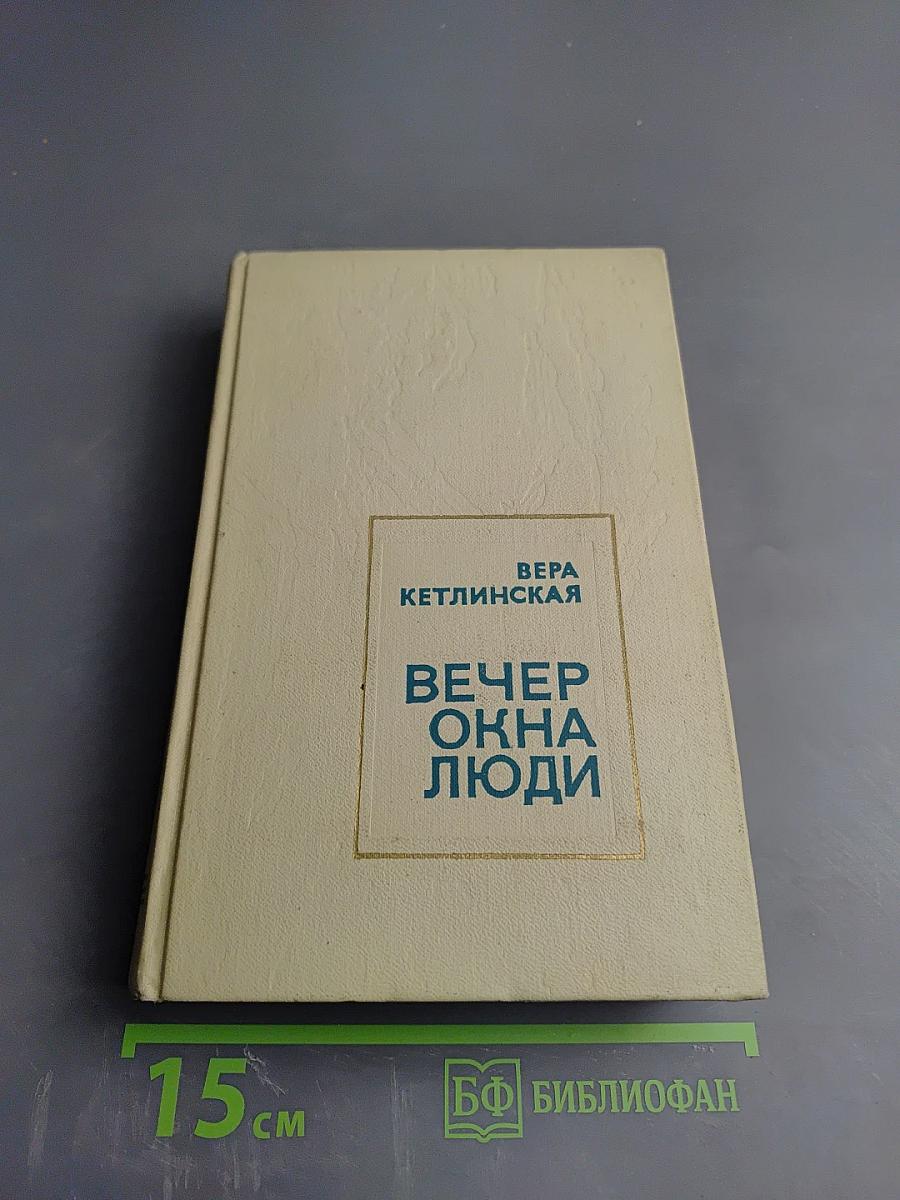 ВЕРА
КЕТЛИНСКАЯ
ВЕЧЕР
ОКНА
ЛЮДИ
15 см
БФ БИБЛИОФАН